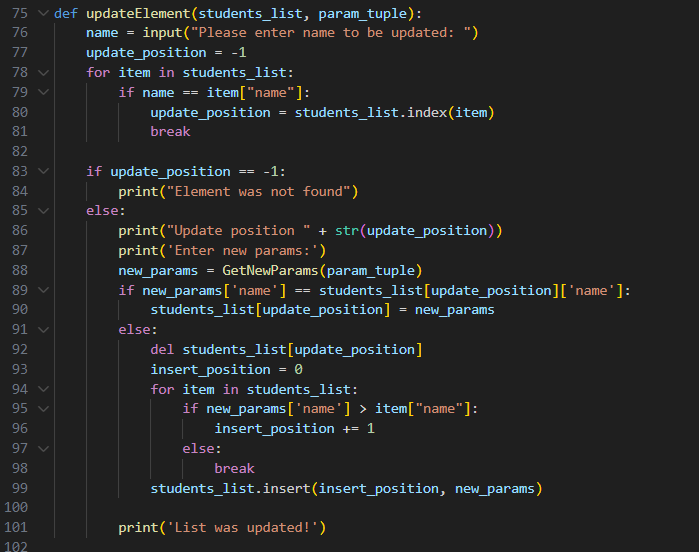 75 def updateElement(students_list, param_tuple):
76     name = input("Please enter name to be updated: ")
77     update_position = -1
78     for item in students_list:
79         if name == item["name"]:
80             update_position = students_list.index(item)
81             break
82
83     if update_position == -1:
84         print("Element was not found")
85     else:
86         print("Update position " + str(update_position))
87         print('Enter new params:')
88         new_params = GetNewParams(param_tuple)
89         if new_params['name'] == students_list[update_position]['name']:
90             students_list[update_position] = new_params
91         else:
92             del students_list[update_position]
93             insert_position = 0
94             for item in students_list:
95                 if new_params['name'] > item["name"]:
96                     insert_position += 1
97                 else:
98                     break
99             students_list.insert(insert_position, new_params)
100
101         print('List was updated!')
102